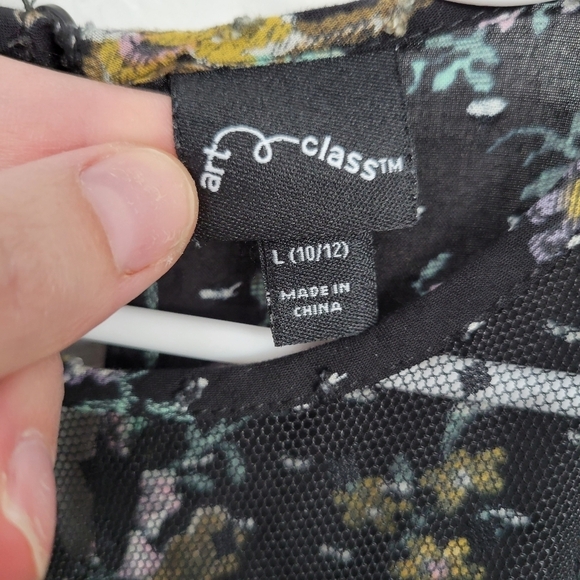 art class™
L (10/12)
MADE IN
CHINA